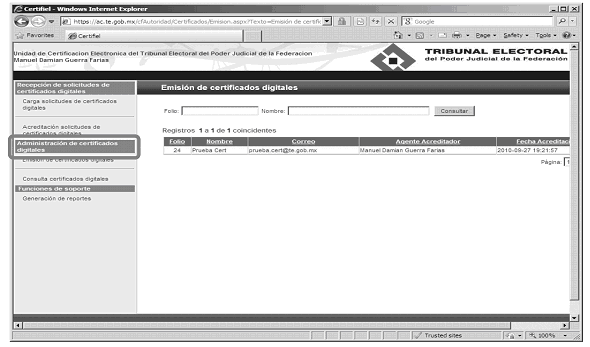 Certifiel - Windows Internet Explorer
https://ac.te.gob.mx/cfAutoridad/Certificados/Emision.aspx?Texto=Emisión de certific
Google
Favorites
Certifiel
Page
Safety
Tools
Unidad de Certificacion Electronica del Tribunal Electoral del Poder Judicial de la Federacion
Manuel Damian Guerra Farias
TRIBUNAL ELECTORAL
del Poder Judicial de la Federación
Recepción de solicitudes de
certificados digitales
Carga solicitudes de certificados
digitales
Acreditación solicitudes de
certificados digitales
Administración de certificados
digitales
Emisión de certificados digitales
Consulta certificados digitales
Funciones de soporte
Generación de reportes
Emisión de certificados digitales
Folio:
Nombre:
Consultar
Registros 1 a 1 de 1 coincidentes
Folio Nombre Correo Agente Acreditador Fecha Acreditac
24 Prueba Cert prueba.cert@te.gob.mx Manuel Damian Guerra Farias 2010-09-27 19:21:57
Página: 1
Trusted sites
100%